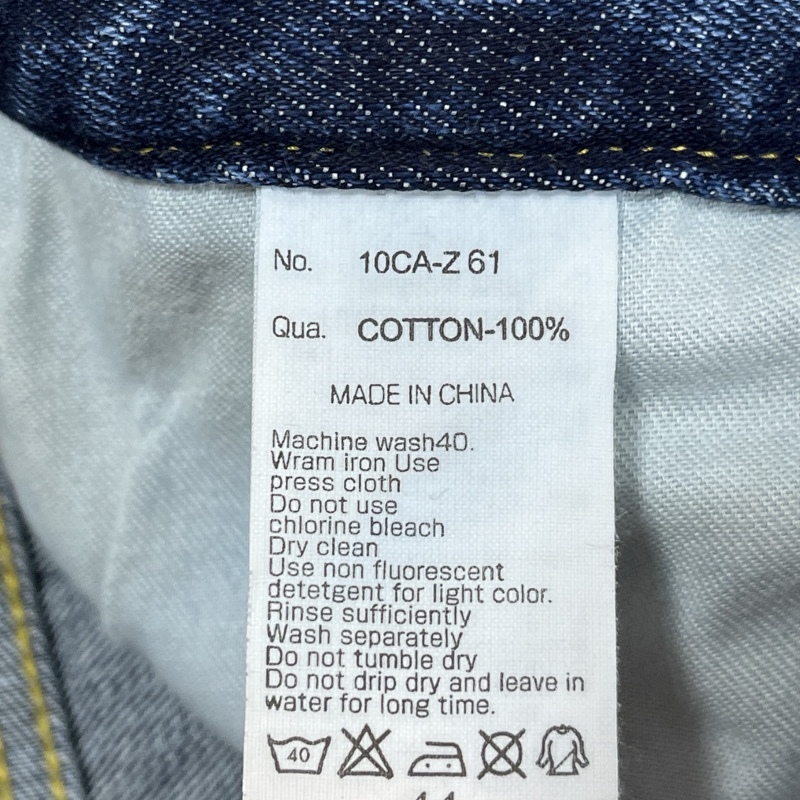 No. 10CA-Z 61
Qua. COTTON-100%
MADE IN CHINA
Machine wash40.
Wram iron Use
press cloth
Do not use
chlorine bleach
Dry clean
Use non fluorescent
detetgent for light color.
Rinse sufficiently
Wash separately
Do not tumble dry
Do not drip dry and leave in
water for long time.
40